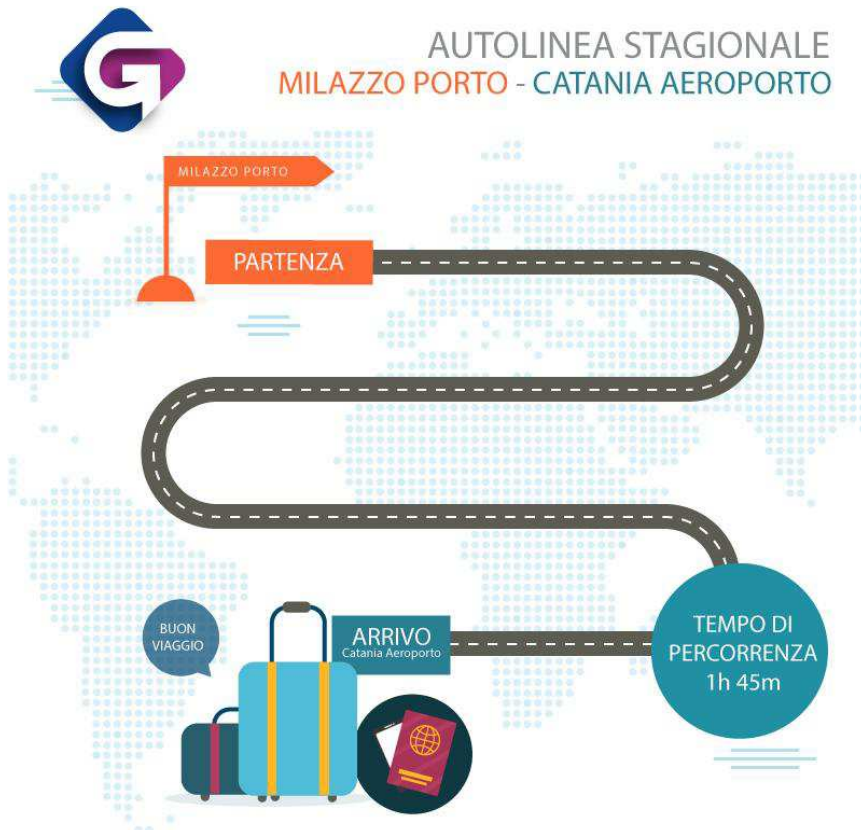 AUTOLINEA STAGIONALE
MILAZZO PORTO - CATANIA AEROPORTO
MILAZZO PORTO
PARTENZA
TEMPO DI
PERCORRENZA
1h 45m
ARRIVO
Catania Aeroporto
BUON
VIAGGIO